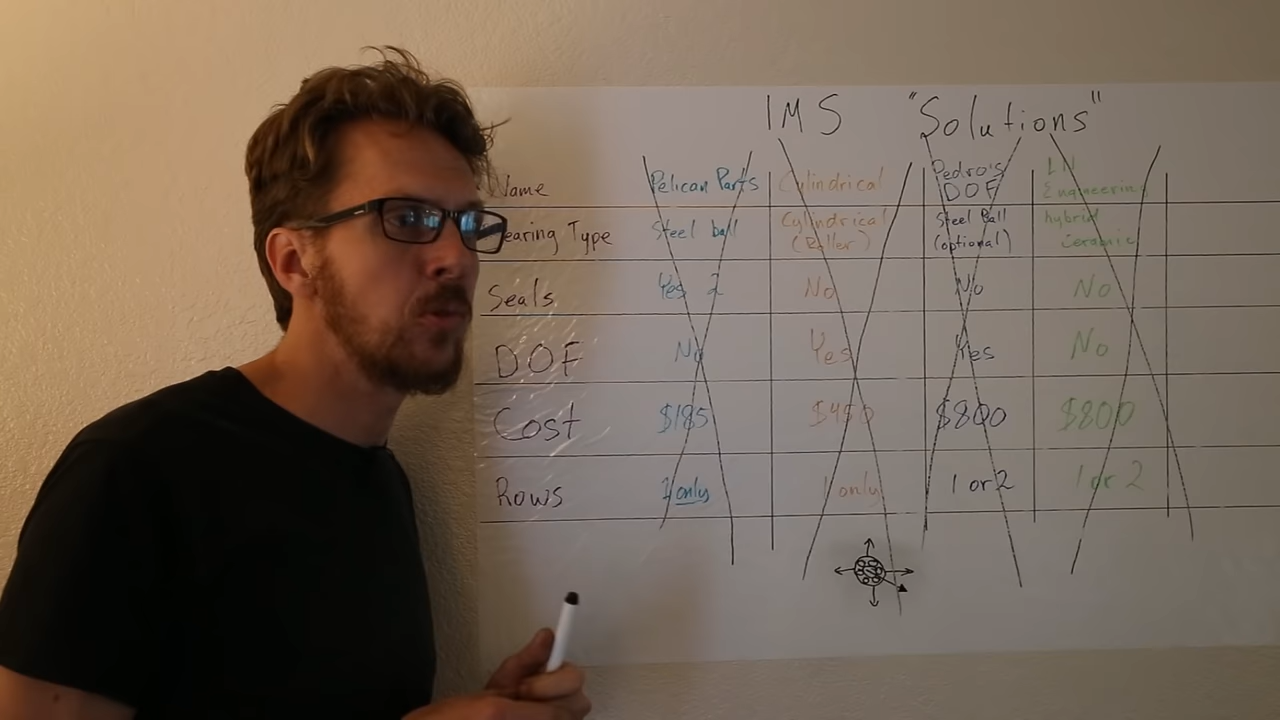 IMS "Solutions"
Name Pelican Parts Cylindrical Pedro's DOF LN Engineering
earing Type Steel ball Cylindrical (Roller) Steel Ball (optional) hybrid Ceramic
Seals Yes 2 No No No
DOF No Yes Yes No
Cost $185 $450 $800 $800
Rows 1 only 1 only 1 or 2 1 or 2